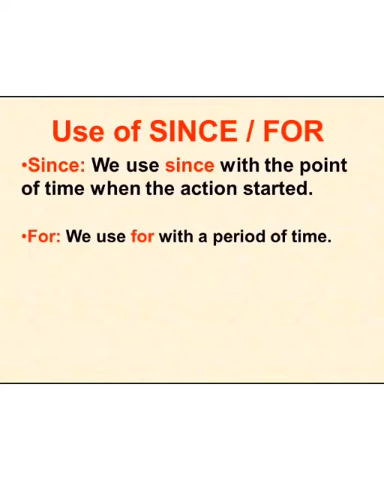 Use of SINCE / FOR
•Since: We use since with the point
of time when the action started.
•For: We use for with a period of time.